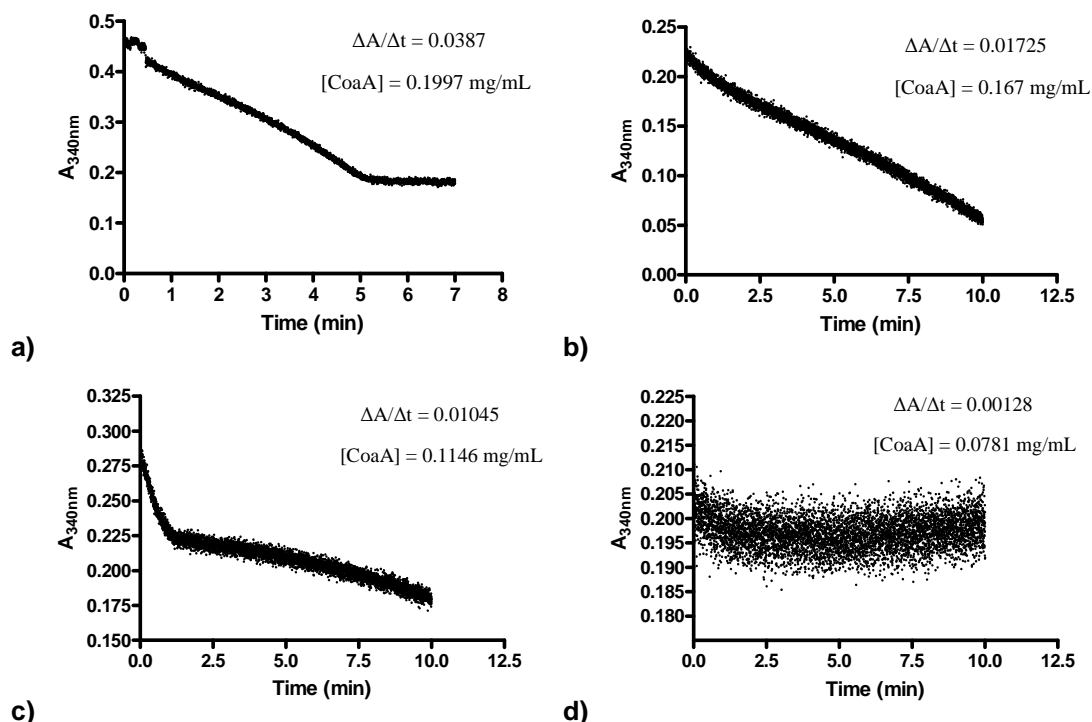 0.5
0.4
0.3
0.2
0.1
0.0
A340nm
0 1 2 3 4 5 6 7 8
Time (min)
ΔA/Δt = 0.0387
[CoaA] = 0.1997 mg/mL
a)
0.25
0.20
0.15
0.10
0.05
0.00
A340nm
0.0 2.5 5.0 7.5 10.0 12.5
Time (min)
ΔA/Δt = 0.01725
[CoaA] = 0.167 mg/mL
b)
0.325
0.300
0.275
0.250
0.225
0.200
0.175
0.150
A340nm
0.0 2.5 5.0 7.5 10.0 12.5
Time (min)
ΔA/Δt = 0.01045
[CoaA] = 0.1146 mg/mL
c)
0.225
0.220
0.215
0.210
0.205
0.200
0.195
0.190
0.185
0.180
A340nm
0.0 2.5 5.0 7.5 10.0 12.5
Time (min)
ΔA/Δt = 0.00128
[CoaA] = 0.0781 mg/mL
d)